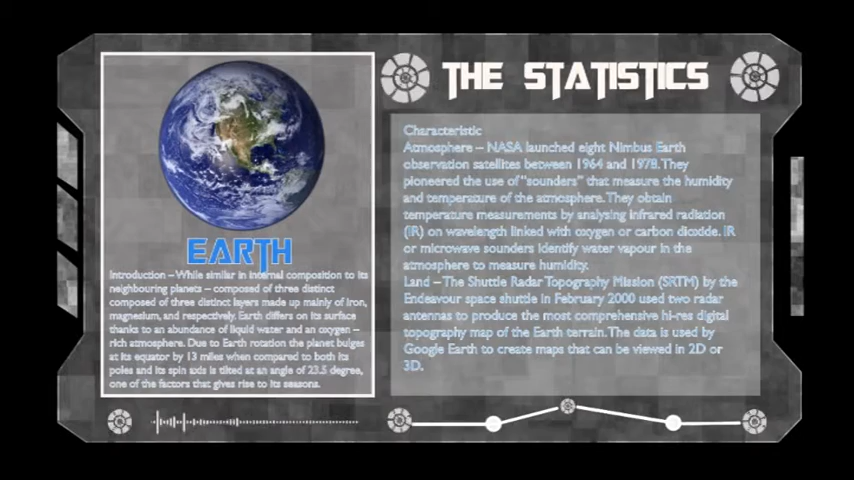 THE STATISTICS
EARTH
Introduction – While similar in internal composition to its
neighbouring planets – composed of three distinct
composed of three distinct layers made up mainly of iron,
magnesium, and respectively. Earth differs on its surface
thanks to an abundance of liquid water and an oxygen –
rich atmosphere. Due to Earth rotation the planet bulges
at its equator by 13 miles when compared to both its
poles and its spin axis is tilted at an angle of 23.5 degree,
one of the factors that gives rise to its seasons.
Characteristic
Atmosphere – NASA launched eight Nimbus Earth
observation satellites between 1964 and 1978. They
pioneered the use of "sounders" that measure the humidity
and temperature of the atmosphere. They obtain
temperature measurements by analysing infrared radiation
(IR) on wavelength linked with oxygen or carbon dioxide. IR
or microwave sounders identify water vapour in the
atmosphere to measure humidity.
Land – The Shuttle Radar Topography Mission (SRTM) by the
Endeavour space shuttle in February 2000 used two radar
antennas to produce the most comprehensive hi-res digital
topography map of the Earth terrain. The data is used by
Google Earth to create maps that can be viewed in 2D or
3D.